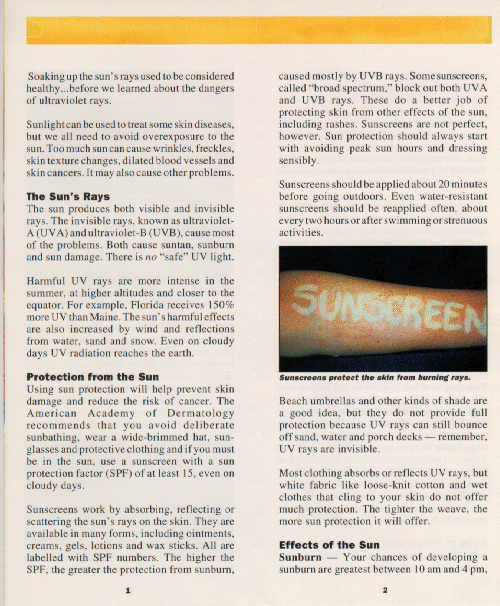 Soaking up the sun's rays used to be considered
healthy...before we learned about the dangers
of ultraviolet rays.
Sunlight can be used to treat some skin diseases,
but we all need to avoid overexposure to the
sun. Too much sun can cause wrinkles, freckles,
skin texture changes, dilated blood vessels and
skin cancers. It may also cause other problems.
The Sun's Rays
The sun produces both visible and invisible
rays. The invisible rays, known as ultraviolet-
A (UVA) and ultraviolet-B (UVB), cause most
of the problems. Both cause suntan, sunburn
and sun damage. There is no "safe" UV light.
Harmful UV rays are more intense in the
summer, at higher altitudes and closer to the
equator. For example, Florida receives 150%
more UV than Maine. The sun's harmful effects
are also increased by wind and reflections
from water, sand and snow. Even on cloudy
days UV radiation reaches the earth.
Protection from the Sun
Using sun protection will help prevent skin
damage and reduce the risk of cancer. The
American Academy of Dermatology
recommends that you avoid deliberate
sunbathing, wear a wide-brimmed hat, sun-
glasses and protective clothing and if you must
be in the sun, use a sunscreen with a sun
protection factor (SPF) of at least 15, even on
cloudy days.
Sunscreens work by absorbing, reflecting or
scattering the sun's rays on the skin. They are
available in many forms, including ointments,
creams, gels, lotions and wax sticks. All are
labelled with SPF numbers. The higher the
SPF, the greater the protection from sunburn,
1
caused mostly by UVB rays. Some sunscreens,
called "broad spectrum," block out both UVA
and UVB rays. These do a better job of
protecting skin from other effects of the sun,
including rashes. Sunscreens are not perfect,
however. Sun protection should always start
with avoiding peak sun hours and dressing
sensibly.
Sunscreens should be applied about 20 minutes
before going outdoors. Even water-resistant
sunscreens should be reapplied often, about
every two hours or after swimming or strenuous
activities.
SUNSCREEN
Sunscreens protect the skin from burning rays.
Beach umbrellas and other kinds of shade are
a good idea, but they do not provide full
protection because UV rays can still bounce
off sand, water and porch decks — remember,
UV rays are invisible.
Most clothing absorbs or reflects UV rays, but
white fabric like loose-knit cotton and wet
clothes that cling to your skin do not offer
much protection. The tighter the weave, the
more sun protection it will offer.
Effects of the Sun
Sunburn — Your chances of developing a
sunburn are greatest between 10 am and 4 pm,
2